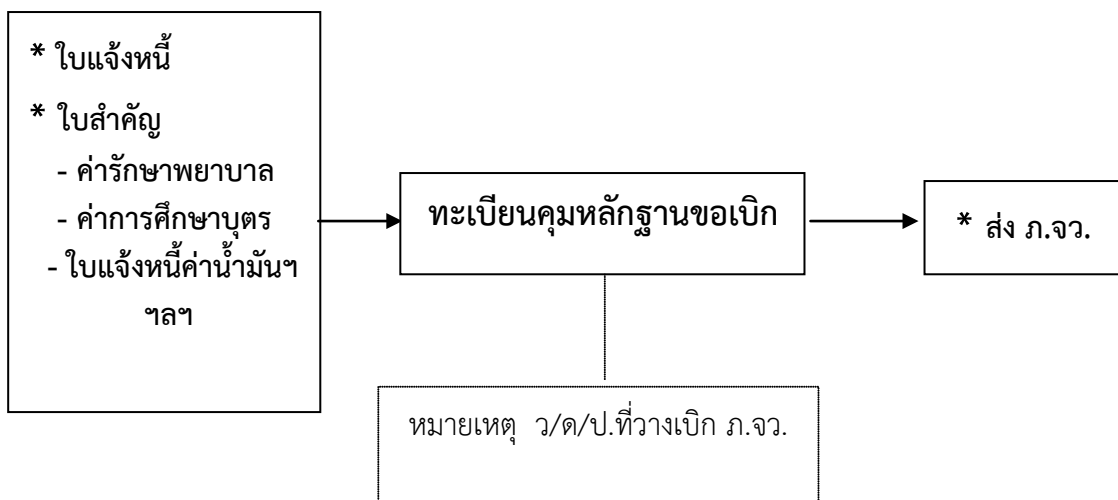 * ใบแจ้งหนี้
* ใบสำคัญ
- ค่ารักษาพยาบาล
- ค่าการศึกษาบุตร
- ใบแจ้งหนี้ค่าน้ำมันฯ
ฯลฯ
ทะเบียนคุมหลักฐานขอเบิก
* ส่ง ภ.จว.
หมายเหตุ ว/ด/ป.ที่วางเบิก ภ.จว.